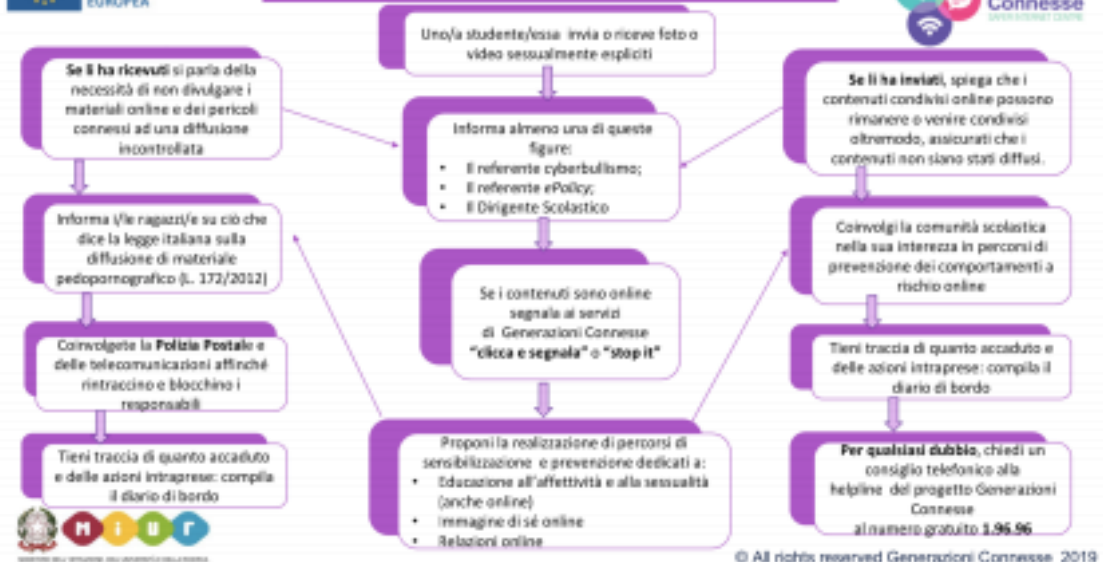 EUROPEA
Connesse
SAFER INTERNET CENTRE
Uno/a studente/essa invia o riceve foto o
video sessualmente espliciti
Se li ha ricevuti si parla della
necessità di non divulgare i
materiali online e dei pericoli
connessi ad una diffusione
incontrollata
Informa i/le ragazzi/e su ciò che
dice la legge italiana sulla
diffusione di materiale
pedopornografico (L. 172/2012)
Coinvolgete la Polizia Postale e
delle telecomunicazioni affinché
rintraccino e blocchino i
responsabili
Tieni traccia di quanto accaduto
e delle azioni intraprese: compila
il diario di bordo
Informa almeno una di queste
figure:
• Il referente cyberbullismo;
• Il referente ePolicy;
• Il Dirigente Scolastico
Se i contenuti sono online
segnala ai servizi
di Generazioni Connesse
"clicca e segnala" o "stop it"
Proponi la realizzazione di percorsi di
sensibilizzazione e prevenzione dedicati a:
• Educazione all'affettività e alla sessualità
(anche online)
• Immagine di sé online
• Relazioni online
Se li ha inviati, spiega che i
contenuti condivisi online possono
rimanere o venire condivisi
oltremodo, assicurati che i
contenuti non siano stati diffusi.
Coinvolgi la comunità scolastica
nella sua interezza in percorsi di
prevenzione dei comportamenti a
rischio online
Tieni traccia di quanto accaduto e
delle azioni intraprese: compila il
diario di bordo
Per qualsiasi dubbio, chiedi un
consiglio telefonico alla
helpline del progetto Generazioni
Connesse
al numero gratuito 1.96.96
MiUr
© All rights reserved Generazioni Connesse 2019